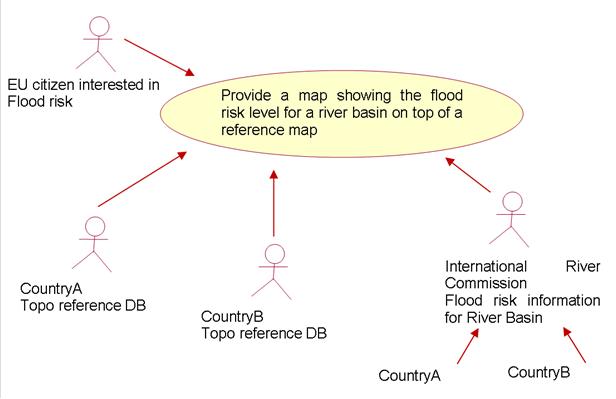 EU citizen interested in
Flood risk
Provide a map showing the flood
risk level for a river basin on top of a
reference map
CountryA
Topo reference DB
CountryB
Topo reference DB
International River
Commission
Flood risk information
for River Basin
CountryA
CountryB